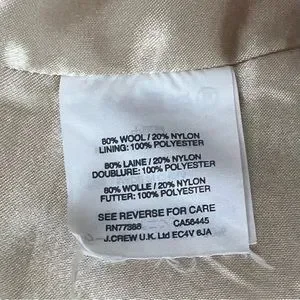 80% WOOL / 20% NYLON
LINING: 100% POLYESTER
80% LAINE / 20% NYLON
DOUBLURE: 100% POLYESTER
80% WOLLE / 20% NYLON
FUTTER: 100% POLYESTER
SEE REVERSE FOR CARE
RN77388 CA56445
J.CREW U.K. Ltd EC4V 6JA